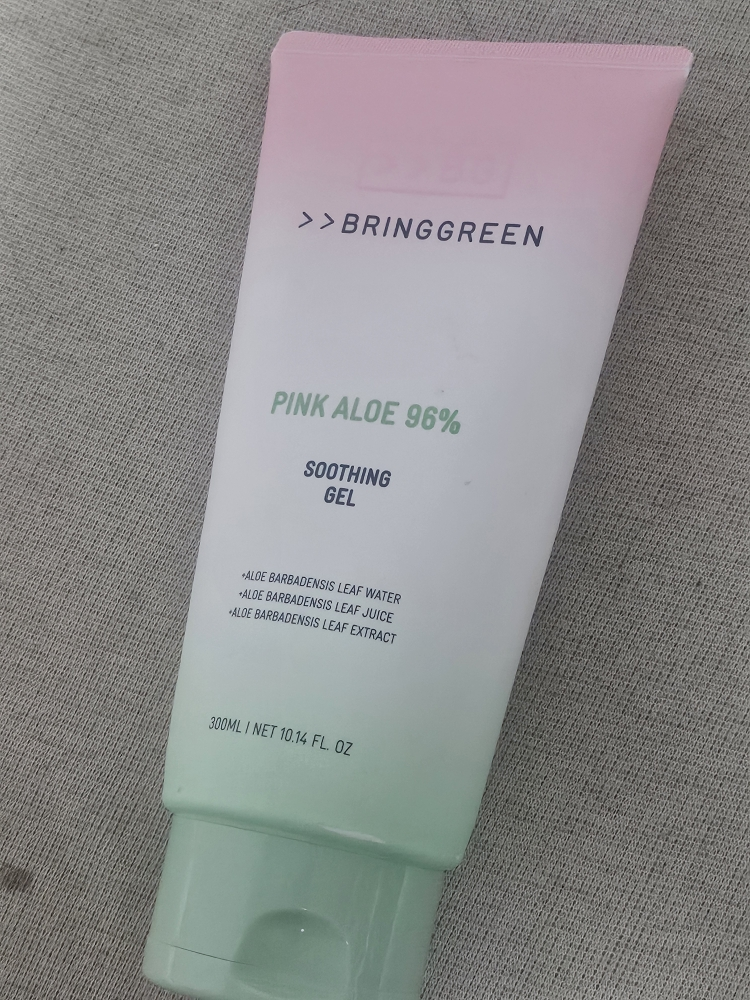 >>BRINGGREEN
PINK ALOE 96%
SOOTHING
GEL
+ALOE BARBADENSIS LEAF WATER
+ALOE BARBADENSIS LEAF JUICE
+ALOE BARBADENSIS LEAF EXTRACT
300ML | NET 10.14 FL. OZ